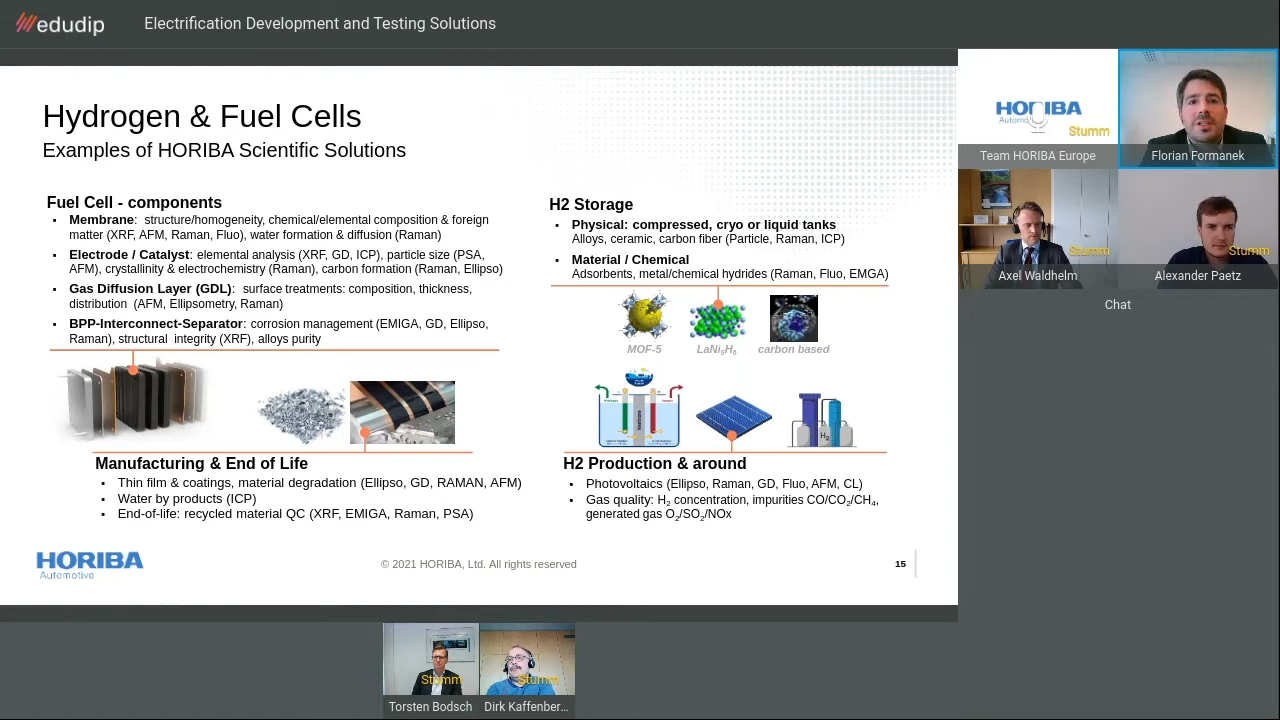 edudip
Electrification Development and Testing Solutions
Hydrogen & Fuel Cells
Examples of HORIBA Scientific Solutions
Fuel Cell - components
▪ Membrane: structure/homogeneity, chemical/elemental composition & foreign
matter (XRF, AFM, Raman, Fluo), water formation & diffusion (Raman)
▪ Electrode / Catalyst: elemental analysis (XRF, GD, ICP), particle size (PSA,
AFM), crystallinity & electrochemistry (Raman), carbon formation (Raman, Ellipso)
▪ Gas Diffusion Layer (GDL): surface treatments: composition, thickness,
distribution (AFM, Ellipsometry, Raman)
▪ BPP-Interconnect-Separator: corrosion management (EMIGA, GD, Ellipso,
Raman), structural integrity (XRF), alloys purity
H2 Storage
▪ Physical: compressed, cryo or liquid tanks
Alloys, ceramic, carbon fiber (Particle, Raman, ICP)
▪ Material / Chemical
Adsorbents, metal/chemical hydrides (Raman, Fluo, EMGA)
MOF-5
LaNi5H6
carbon based
H2
Manufacturing & End of Life
▪ Thin film & coatings, material degradation (Ellipso, GD, RAMAN, AFM)
▪ Water by products (ICP)
▪ End-of-life: recycled material QC (XRF, EMIGA, Raman, PSA)
H2 Production & around
▪ Photovoltaics (Ellipso, Raman, GD, Fluo, AFM, CL)
▪ Gas quality: H2 concentration, impurities CO/CO2/CH4,
generated gas O2/SO2/NOx
HORIBA
Automotive
© 2021 HORIBA, Ltd. All rights reserved
15
HORIBA
Stumm
Team HORIBA Europe
Florian Formanek
Stumm
Axel Waldhelm
Stumm
Alexander Paetz
Chat
Stumm
Torsten Bodsch
Stumm
Dirk Kaffenber...